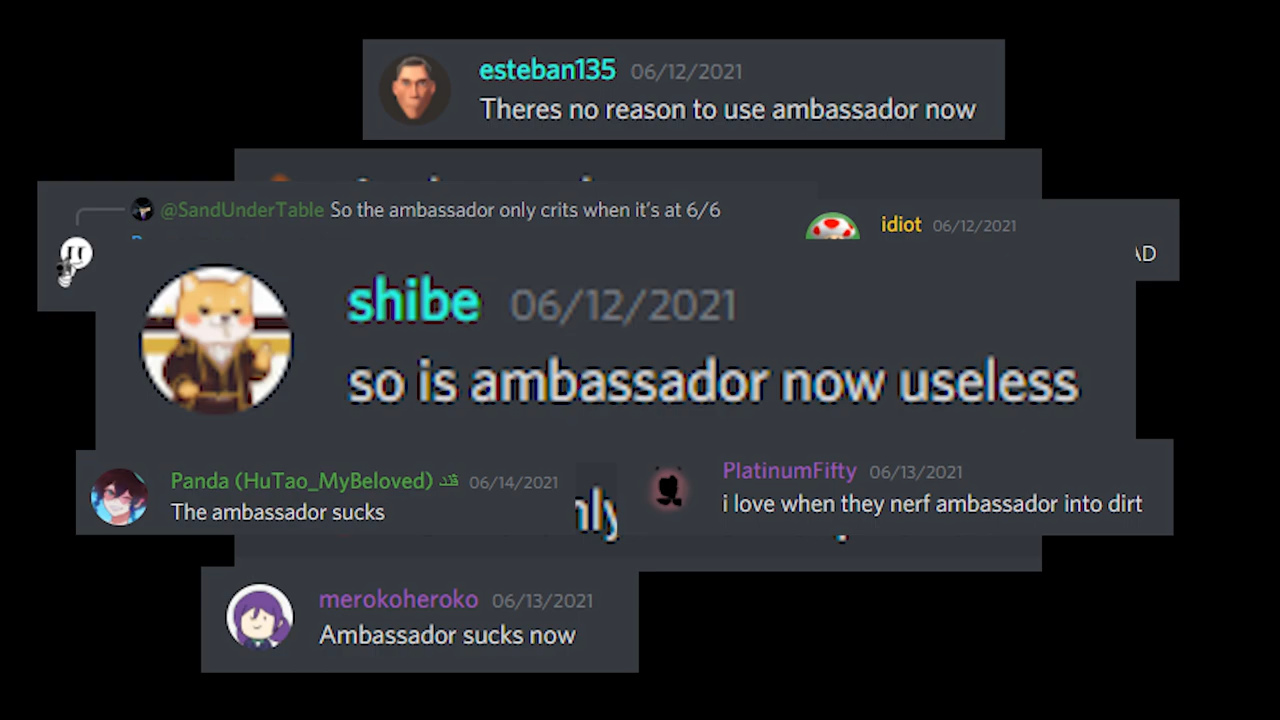 esteban135 06/12/2021
Theres no reason to use ambassador now
@SandUnderTable So the ambassador only crits when it's at 6/6
idiot 06/12/2021
shibe 06/12/2021
so is ambassador now useless
Panda (HuTao_MyBeloved) 06/14/2021
The ambassador sucks
PlatinumFifty 06/13/2021
i love when they nerf ambassador into dirt
merokoheroko 06/13/2021
Ambassador sucks now